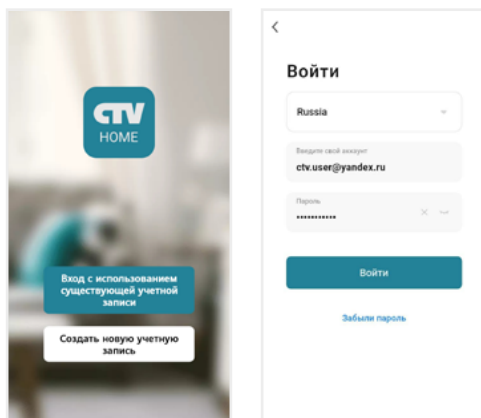 CTV
HOME
Вход с использованием
существующей учетной
записи
Создать новую учетную
запись
Войти
Russia
Введите свой аккаунт
ctv.user@yandex.ru
Пароль
•••••••••••
Войти
Забыли пароль